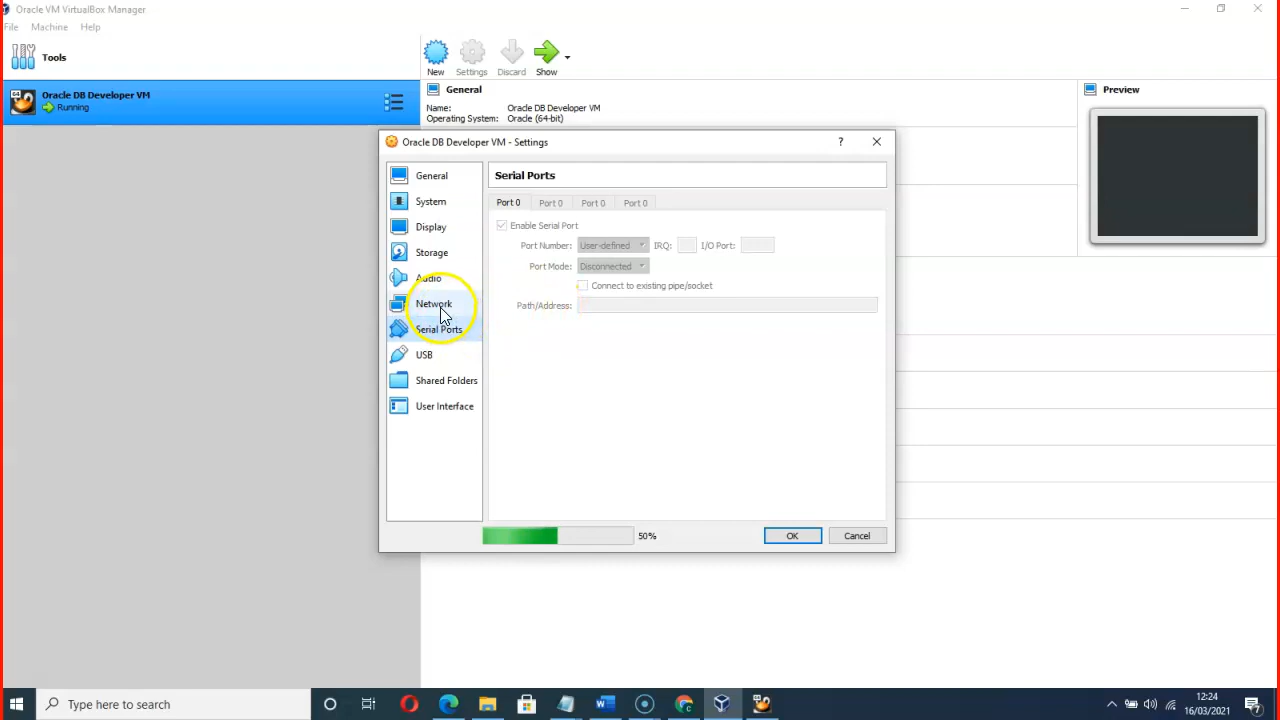 Oracle VM VirtualBox Manager
File Machine Help
Tools
New Settings Discard Show
64 Oracle DB Developer VM
Running
General
Name: Oracle DB Developer VM
Operating System: Oracle (64-bit)
Preview
Oracle DB Developer VM - Settings ?
General
System
Display
Storage
Audio
Network
Serial Ports
USB
Shared Folders
User Interface
Serial Ports
Port 0 Port 0 Port 0 Port 0
Enable Serial Port
Port Number: User-defined IRQ: I/O Port:
Port Mode: Disconnected
Connect to existing pipe/socket
Path/Address:
50% OK Cancel
Type here to search
12:24
16/03/2021
7